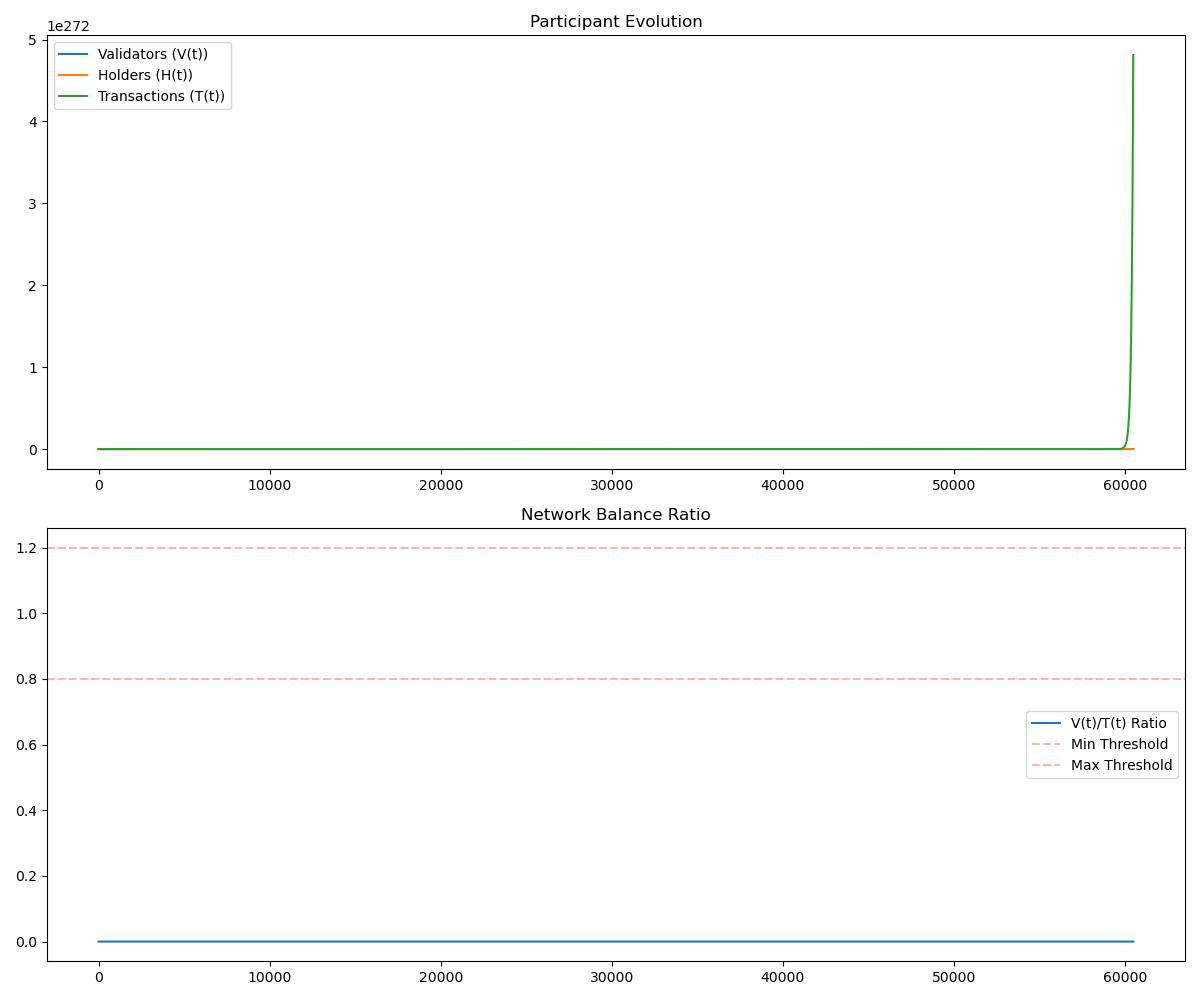 Participant Evolution
1e272
5
4
3
2
1
0
Validators (V(t))
Holders (H(t))
Transactions (T(t))
0 10000 20000 30000 40000 50000 60000
Network Balance Ratio
1.2
1.0
0.8
0.6
0.4
0.2
0.0
V(t)/T(t) Ratio
Min Threshold
Max Threshold
0 10000 20000 30000 40000 50000 60000